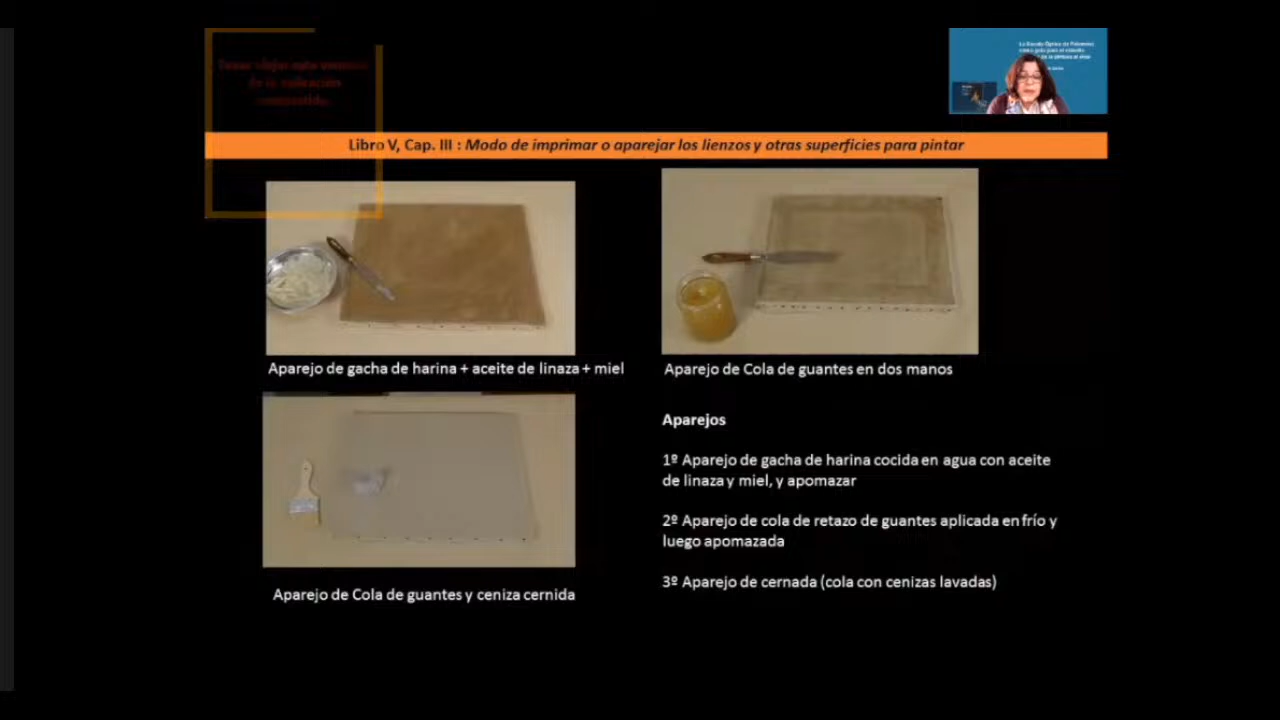 Libro V, Cap. III : Modo de imprimar o aparejar los lienzos y otras superficies para pintar
Aparejo de gacha de harina + aceite de linaza + miel
Aparejo de Cola de guantes en dos manos
Aparejos
1º Aparejo de gacha de harina cocida en agua con aceite
de linaza y miel, y apomazar
2º Aparejo de cola de retazo de guantes aplicada en frío y
luego apomazada
3º Aparejo de cernada (cola con cenizas lavadas)
Aparejo de Cola de guantes y ceniza cernida